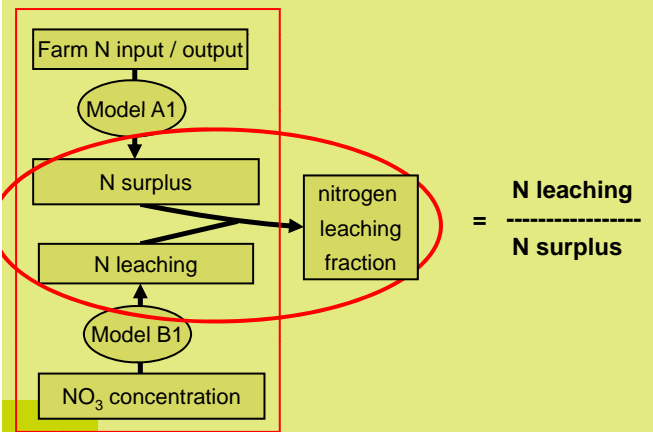 Farm N input / output
Model A1
N surplus
nitrogen
leaching
fraction
N leaching
Model B1
NO₃ concentration
N leaching
= -----------------
N surplus